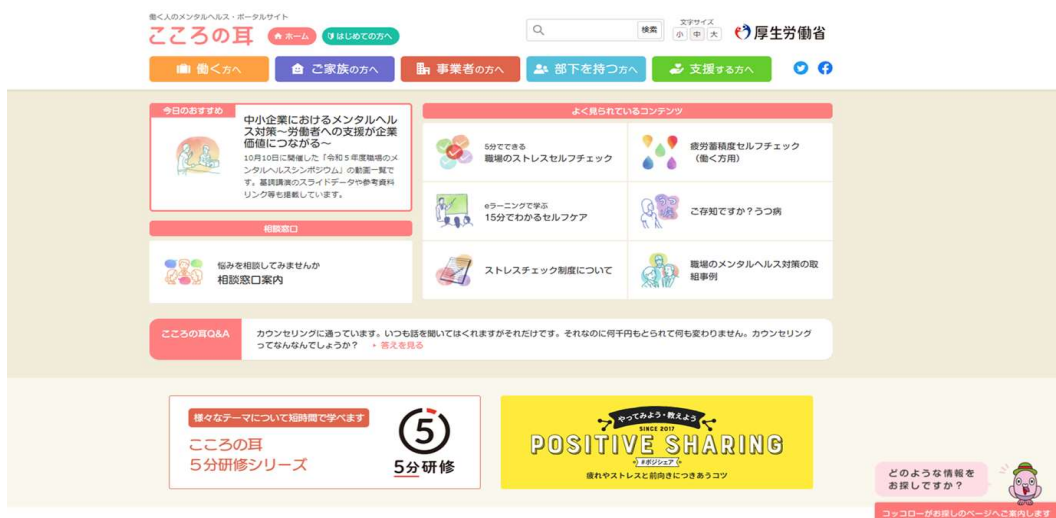 働く人のメンタルヘルス・ポータルサイト
こころの耳
ホーム
はじめての方へ
検索
文字サイズ
小 中 大
厚生労働省
働く方へ
ご家族の方へ
事業者の方へ
部下を持つ方へ
支援する方へ
今日のおすすめ
中小企業におけるメンタルヘル
ス対策～労働者への支援が企業
価値につながる～
10月10日に開催した「令和5年度職場のメ
ンタルヘルスシンポジウム」の動画一覧で
す。基調講演のスライドデータや参考資料
リンク等も掲載しています。
相談窓口
悩みを相談してみませんか
相談窓口案内
よく見られているコンテンツ
5分でできる
職場のストレスセルフチェック
疲労蓄積度セルフチェック
（働く方用）
eラーニングで学ぶ
15分でわかるセルフケア
ご存知ですか？うつ病
ストレスチェック制度について
職場のメンタルヘルス対策の取
組事例
こころの耳Q&A
カウンセリングに通っています。いつも話を聞いてはくれますがそれだけです。それなのに何千円もとられて何も変わりません。カウンセリング
ってなんなんでしょうか？ 答えを見る
様々なテーマについて短時間で学べます
こころの耳
5分研修シリーズ
5
5分研修
やってみよう・教えよう
SINCE 2017
POSITIVE SHARING
#ポジシェア
疲れやストレスと前向きにつきあうコツ
どのような情報を
お探しですか？
コッコローがお探しのページへご案内します